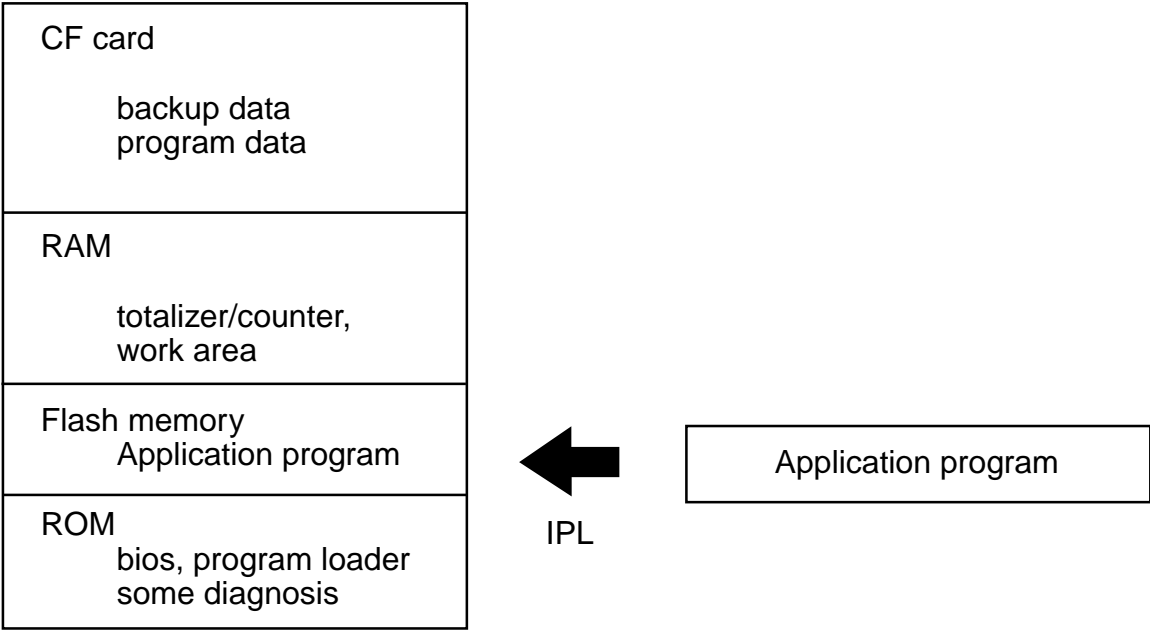 CF card
backup data
program data
RAM
totalizer/counter,
work area
Flash memory
Application program
ROM
bios, program loader
some diagnosis
IPL
Application program